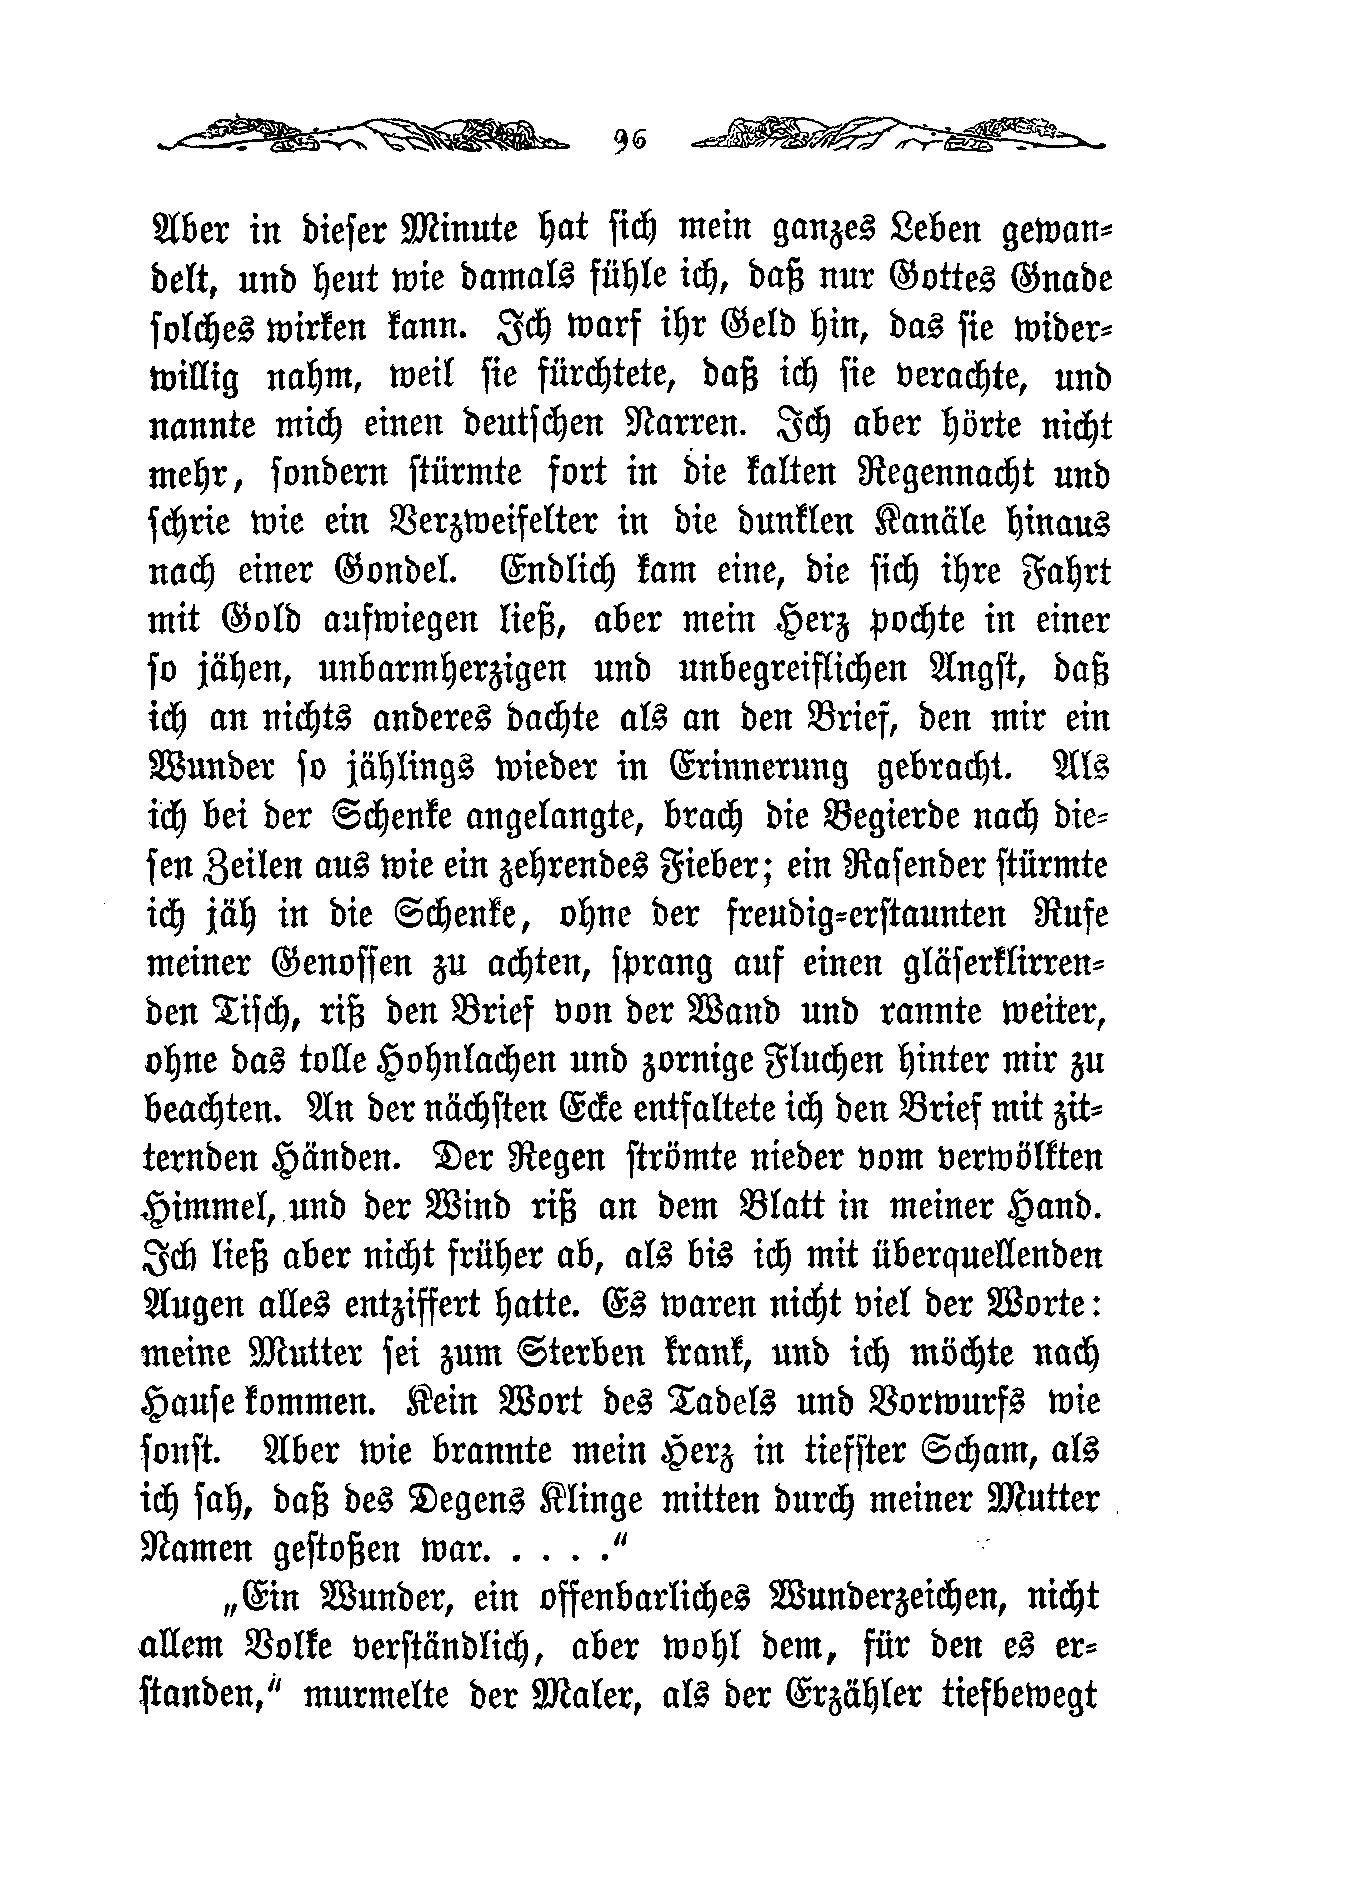 96
Aber in dieser Minute hat sich mein ganzes Leben gewan-
delt, und heut wie damals fühle ich, daß nur Gottes Gnade
solches wirken kann. Ich warf ihr Geld hin, das sie wider-
willig nahm, weil sie fürchtete, daß ich sie verachte, und
nannte mich einen deutschen Narren. Ich aber hörte nicht
mehr, sondern stürmte fort in die kalten Regennacht und
schrie wie ein Verzweifelter in die dunklen Kanäle hinaus
nach einer Gondel. Endlich kam eine, die sich ihre Fahrt
mit Gold aufwiegen ließ, aber mein Herz pochte in einer
so jähen, unbarmherzigen und unbegreiflichen Angst, daß
ich an nichts anderes dachte als an den Brief, den mir ein
Wunder so jählings wieder in Erinnerung gebracht. Als
ich bei der Schenke angelangte, brach die Begierde nach die-
sen Zeilen aus wie ein zehrendes Fieber; ein Rasender stürmte
ich jäh in die Schenke, ohne der freudig-erstaunten Rufe
meiner Genossen zu achten, sprang auf einen gläserklirren-
den Tisch, riß den Brief von der Wand und rannte weiter,
ohne das tolle Hohnlachen und zornige Fluchen hinter mir zu
beachten. An der nächsten Ecke entfaltete ich den Brief mit zit-
ternden Händen. Der Regen strömte nieder vom verwölkten
Himmel, und der Wind riß an dem Blatt in meiner Hand.
Ich ließ aber nicht früher ab, als bis ich mit überquellenden
Augen alles entziffert hatte. Es waren nicht viel der Worte:
meine Mutter sei zum Sterben krank, und ich möchte nach
Hause kommen. Kein Wort des Tadels und Vorwurfs wie
sonst. Aber wie brannte mein Herz in tiefster Scham, als
ich sah, daß des Degens Klinge mitten durch meiner Mutter
Namen gestoßen war. . . . .“
„Ein Wunder, ein offenbarliches Wunderzeichen, nicht
allem Volke verständlich, aber wohl dem, für den es er-
standen,“ murmelte der Maler, als der Erzähler tiefbewegt